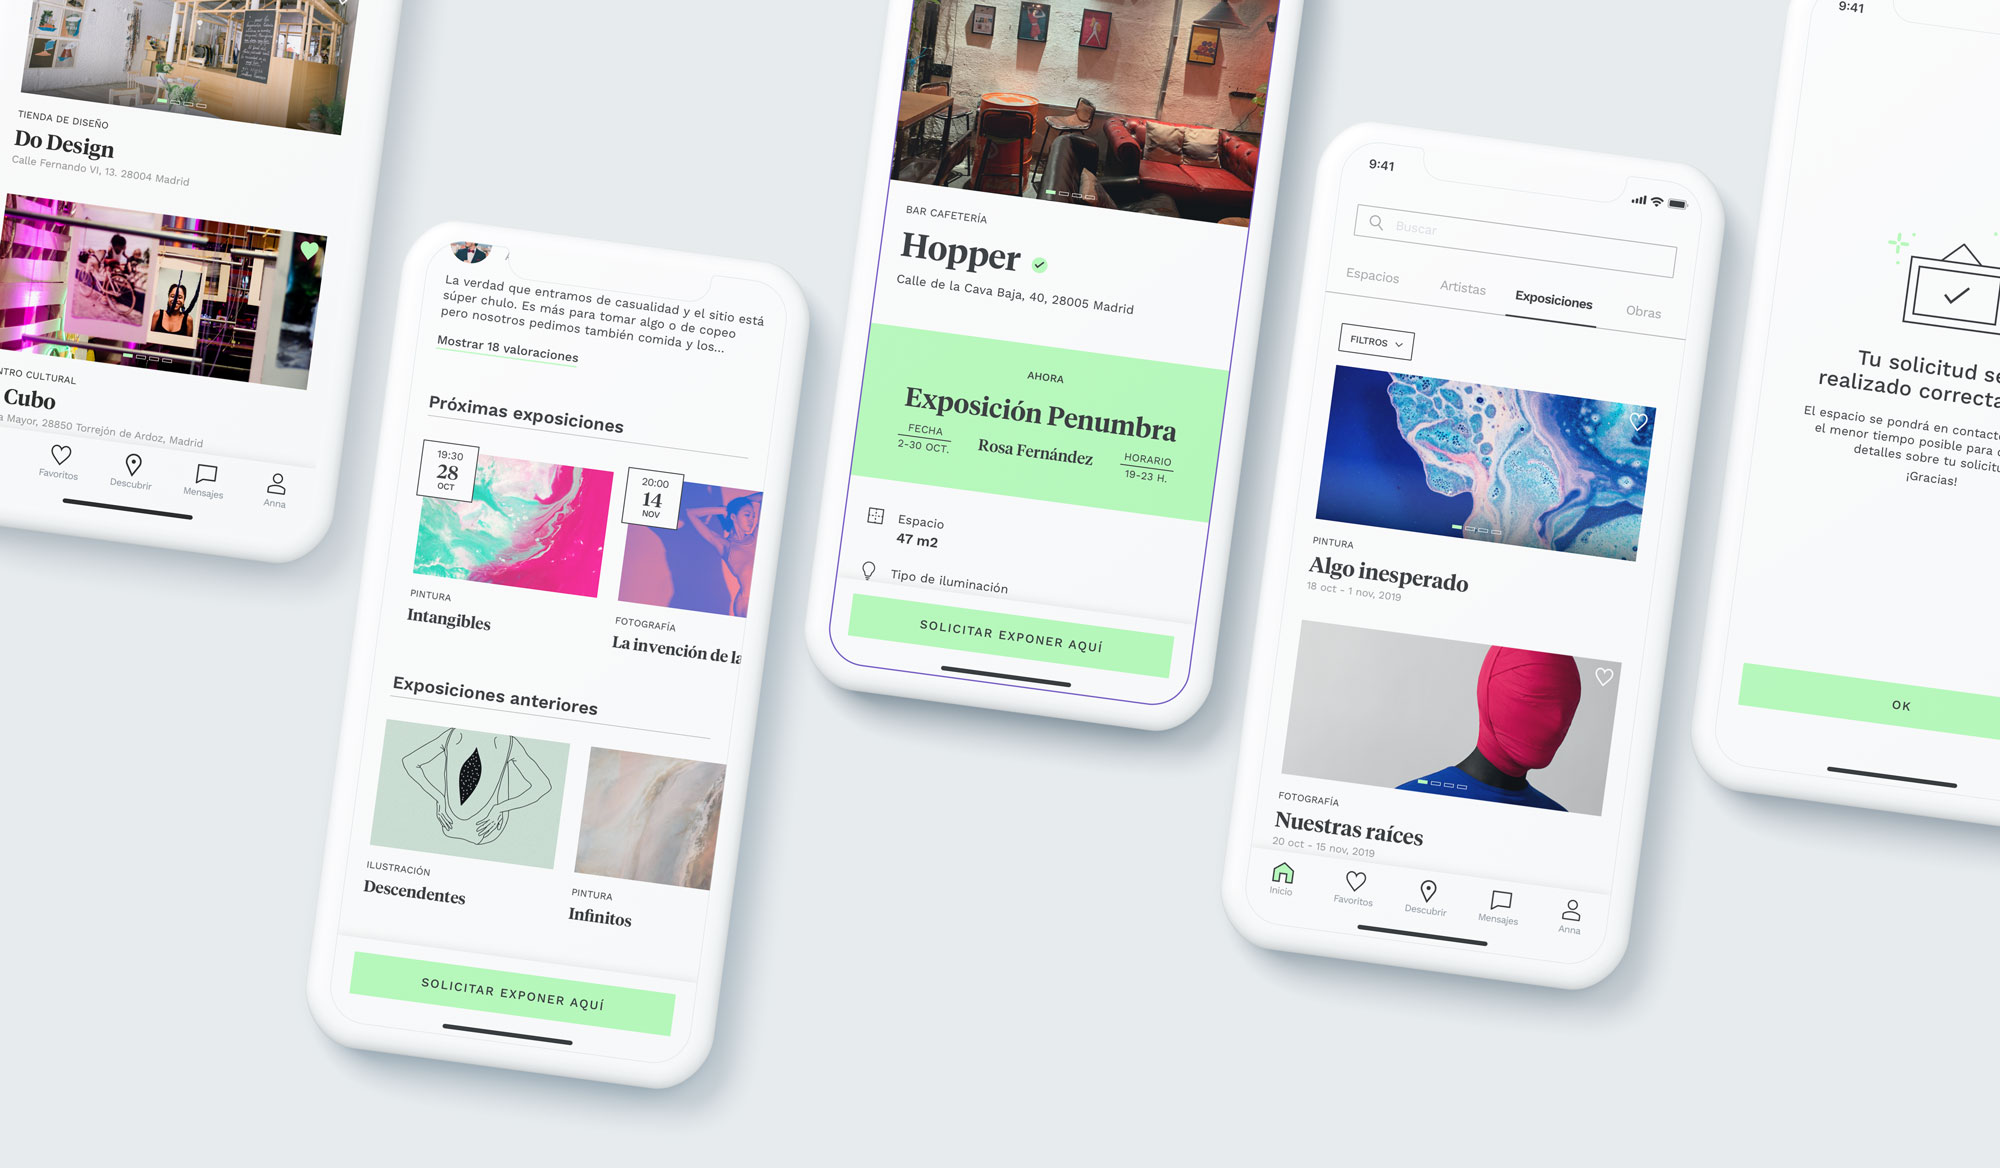 TIENDA DE DISEÑO
Do Design
Calle Fernando VI, 13. 28004 Madrid
NTRO CULTURAL
Cubo
a Mayor, 28850 Torrejón de Ardoz, Madrid
Favoritos
Descubrir
Mensajes
Anna
La verdad que entramos de casualidad y el sitio está
súper chulo. Es más para tomar algo o de copeo
pero nosotros pedimos también comida y los...
Mostrar 18 valoraciones
Próximas exposiciones
19:30
28
OCT
20:00
14
NOV
PINTURA
Intangibles
FOTOGRAFÍA
La invención de la
Exposiciones anteriores
ILUSTRACIÓN
Descendentes
PINTURA
Infinitos
SOLICITAR EXPONER AQUÍ
BAR CAFETERÍA
Hopper
Calle de la Cava Baja, 40, 28005 Madrid
AHORA
Exposición Penumbra
FECHA
2-30 OCT.
Rosa Fernández
HORARIO
19-23 H.
Espacio
47 m2
Tipo de iluminación
SOLICITAR EXPONER AQUÍ
9:41
Buscar
Espacios
Artistas
Exposiciones
Obras
FILTROS
PINTURA
Algo inesperado
18 oct - 1 nov, 2019
FOTOGRAFÍA
Nuestras raíces
20 oct - 15 nov, 2019
Inicio
Favoritos
Descubrir
Mensajes
Anna
9:41
Tu solicitud se
realizado correcta
El espacio se pondrá en contact
el menor tiempo posible para
detalles sobre tu solicitu
¡Gracias!
OK